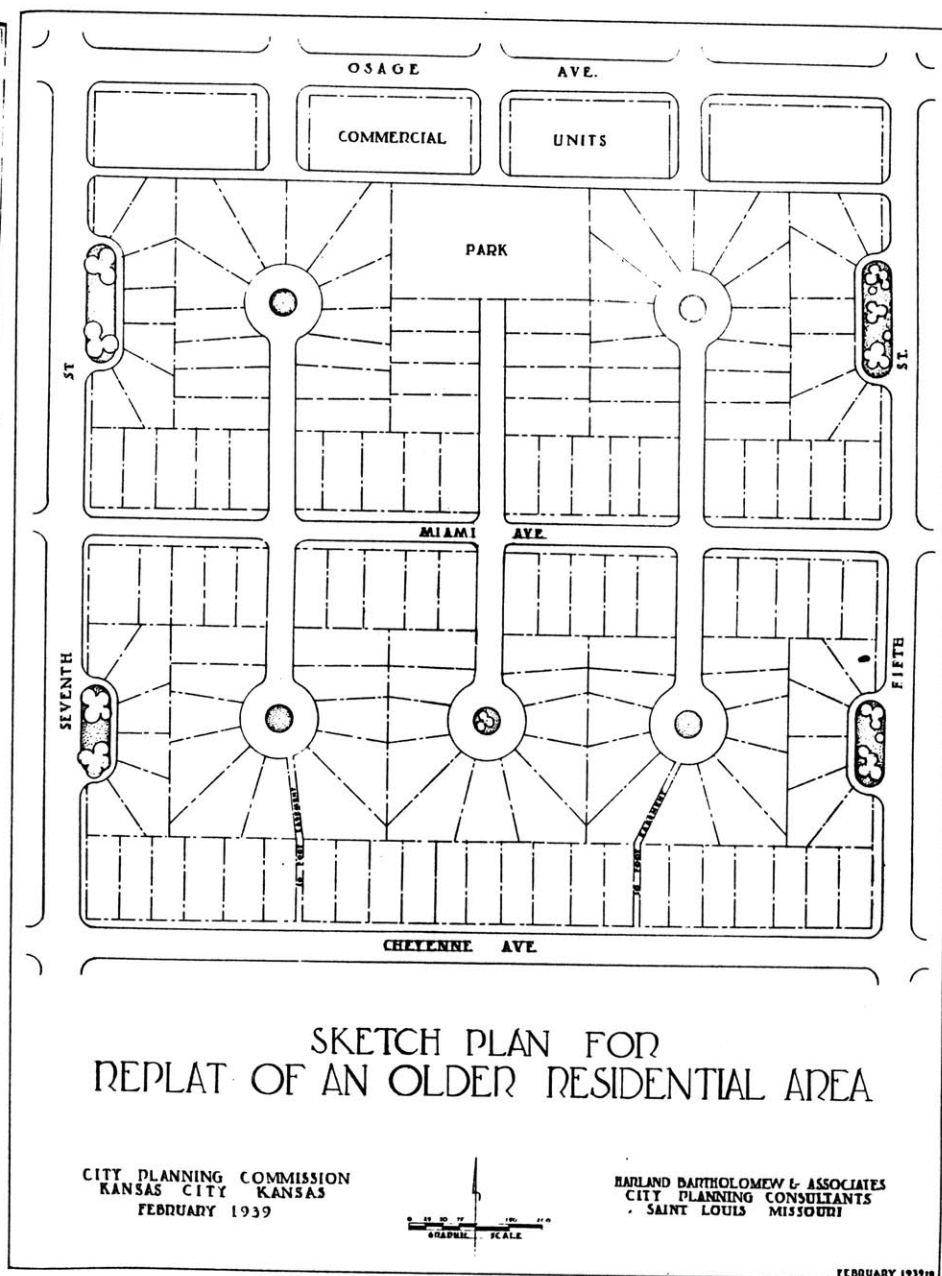 OSAGE AVE.
COMMERCIAL UNITS
PARK
ST
ST.
MIAMI AVE.
SEVENTH
FIFTH
EASEMENT
EASEMENT
CHEYENNE AVE
SKETCH PLAN FOR
REPLAT OF AN OLDER RESIDENTIAL AREA
CITY PLANNING COMMISSION
KANSAS CITY KANSAS
FEBRUARY 1939
GRAPHIC SCALE
HARLAND BARTHOLOMEW & ASSOCIATES
CITY PLANNING CONSULTANTS
SAINT LOUIS MISSOURI